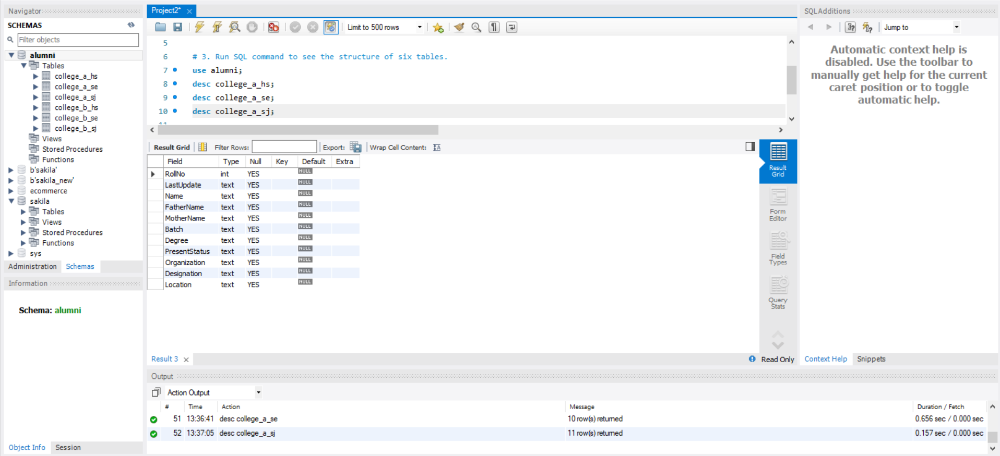 Navigator
SCHEMAS
Filter objects
alumni
Tables
college_a_hs
college_a_se
college_a_sj
college_b_hs
college_b_se
college_b_sj
Views
Stored Procedures
Functions
b'sakila'
b'sakila_new'
ecommerce
sakila
Tables
Views
Stored Procedures
Functions
sys
Administration Schemas
Information
Schema: alumni
Object Info Session
Project2*
Limit to 500 rows
5
6 # 3. Run SQL command to see the structure of six tables.
7 use alumni;
8 desc college_a_hs;
9 desc college_a_se;
10 desc college_a_sj;
11
Result Grid Filter Rows: Export: Wrap Cell Content:
Field Type Null Key Default Extra
RollNo int YES NULL
LastUpdate text YES NULL
Name text YES NULL
FatherName text YES NULL
MotherName text YES NULL
Batch text YES NULL
Degree text YES NULL
PresentStatus text YES NULL
Organization text YES NULL
Designation text YES NULL
Location text YES NULL
Result
Grid
Form
Editor
Field
Types
Query
Stats
Result 3 Read Only
Output
Action Output
# Time Action Message Duration / Fetch
51 13:36:41 desc college_a_se 10 row(s) returned 0.656 sec / 0.000 sec
52 13:37:05 desc college_a_sj 11 row(s) returned 0.157 sec / 0.000 sec
SQLAdditions
Jump to
Automatic context help is
disabled. Use the toolbar to
manually get help for the current
caret position or to toggle
automatic help.
Context Help Snippets